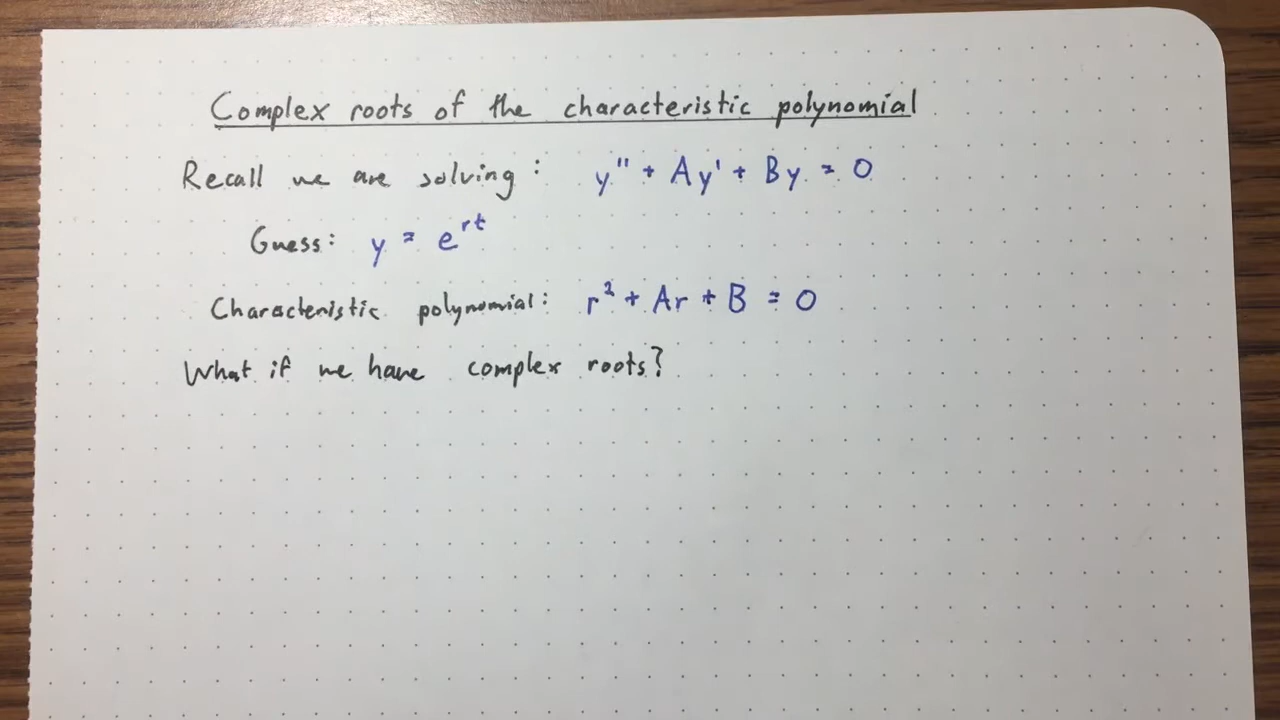 Complex roots of the characteristic polynomial
Recall we are solving: y'' + Ay' + By = 0
Guess: y = e^{rt}
Characteristic polynomial: r² + Ar + B = 0
What if we have complex roots?